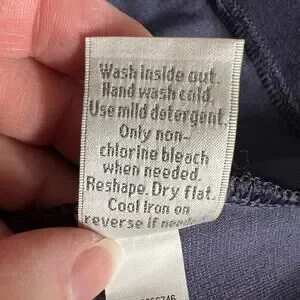 Wash inside out.
Hand wash cold.
Use mild detergent.
Only non-
chlorine bleach
when needed.
Reshape. Dry flat.
Cool Iron on
reverse if